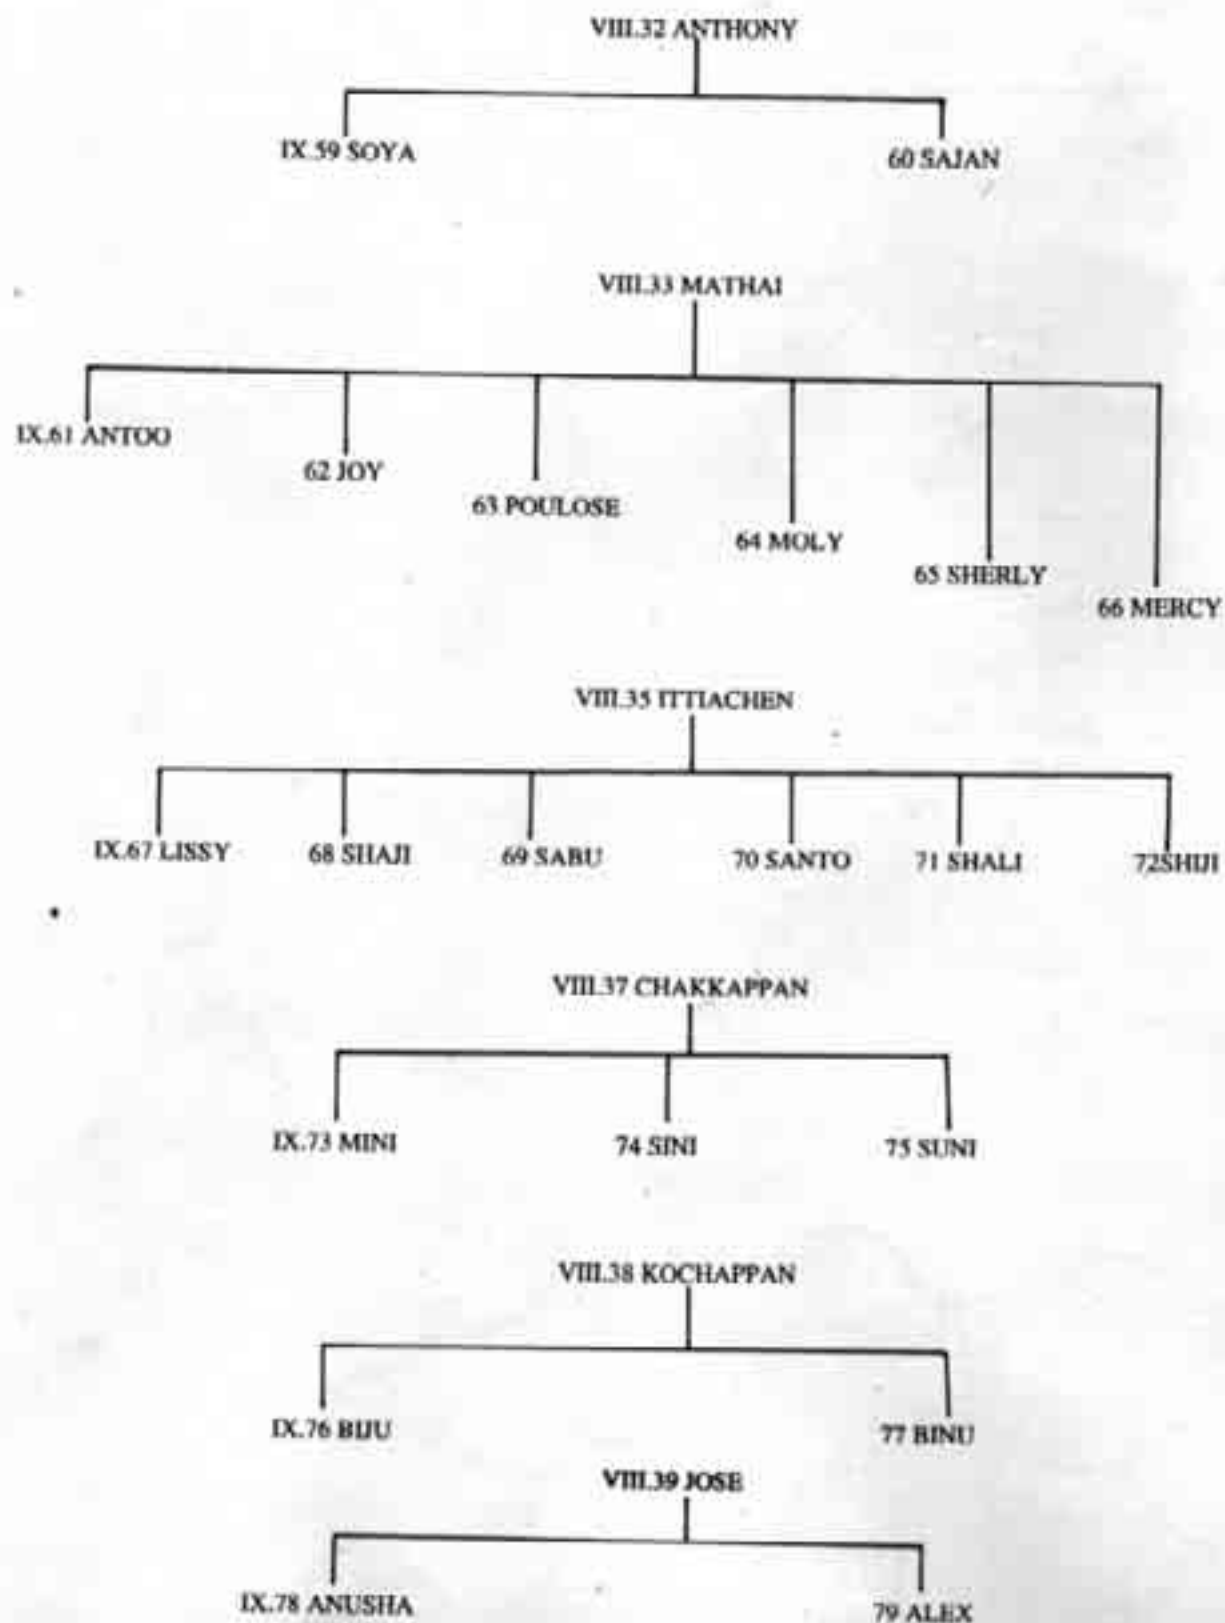 VIII.32 ANTHONY
IX.59 SOYA 60 SAJAN
VIII.33 MATHAI
IX.61 ANTOO
62 JOY
63 POULOSE
64 MOLY
65 SHERLY
66 MERCY
VIII.35 ITTIACHEN
IX.67 LISSY 68 SHAJI 69 SABU 70 SANTO 71 SHALI 72SHIJI
VIII.37 CHAKKAPPAN
IX.73 MINI 74 SINI 75 SUNI
VIII.38 KOCHAPPAN
IX.76 BIJU 77 BINU
VIII.39 JOSE
IX.78 ANUSHA 79 ALEX